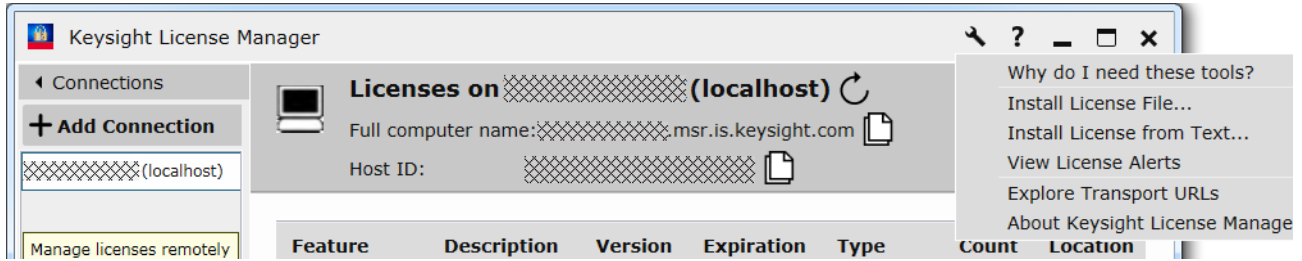 Keysight License Manager
?
Connections
Add Connection
(localhost)
Manage licenses remotely
Licenses on (localhost)
Full computer name: .msr.is.keysight.com
Host ID:
Feature Description Version Expiration Type Count Location
Why do I need these tools?
Install License File...
Install License from Text...
View License Alerts
Explore Transport URLs
About Keysight License Manage